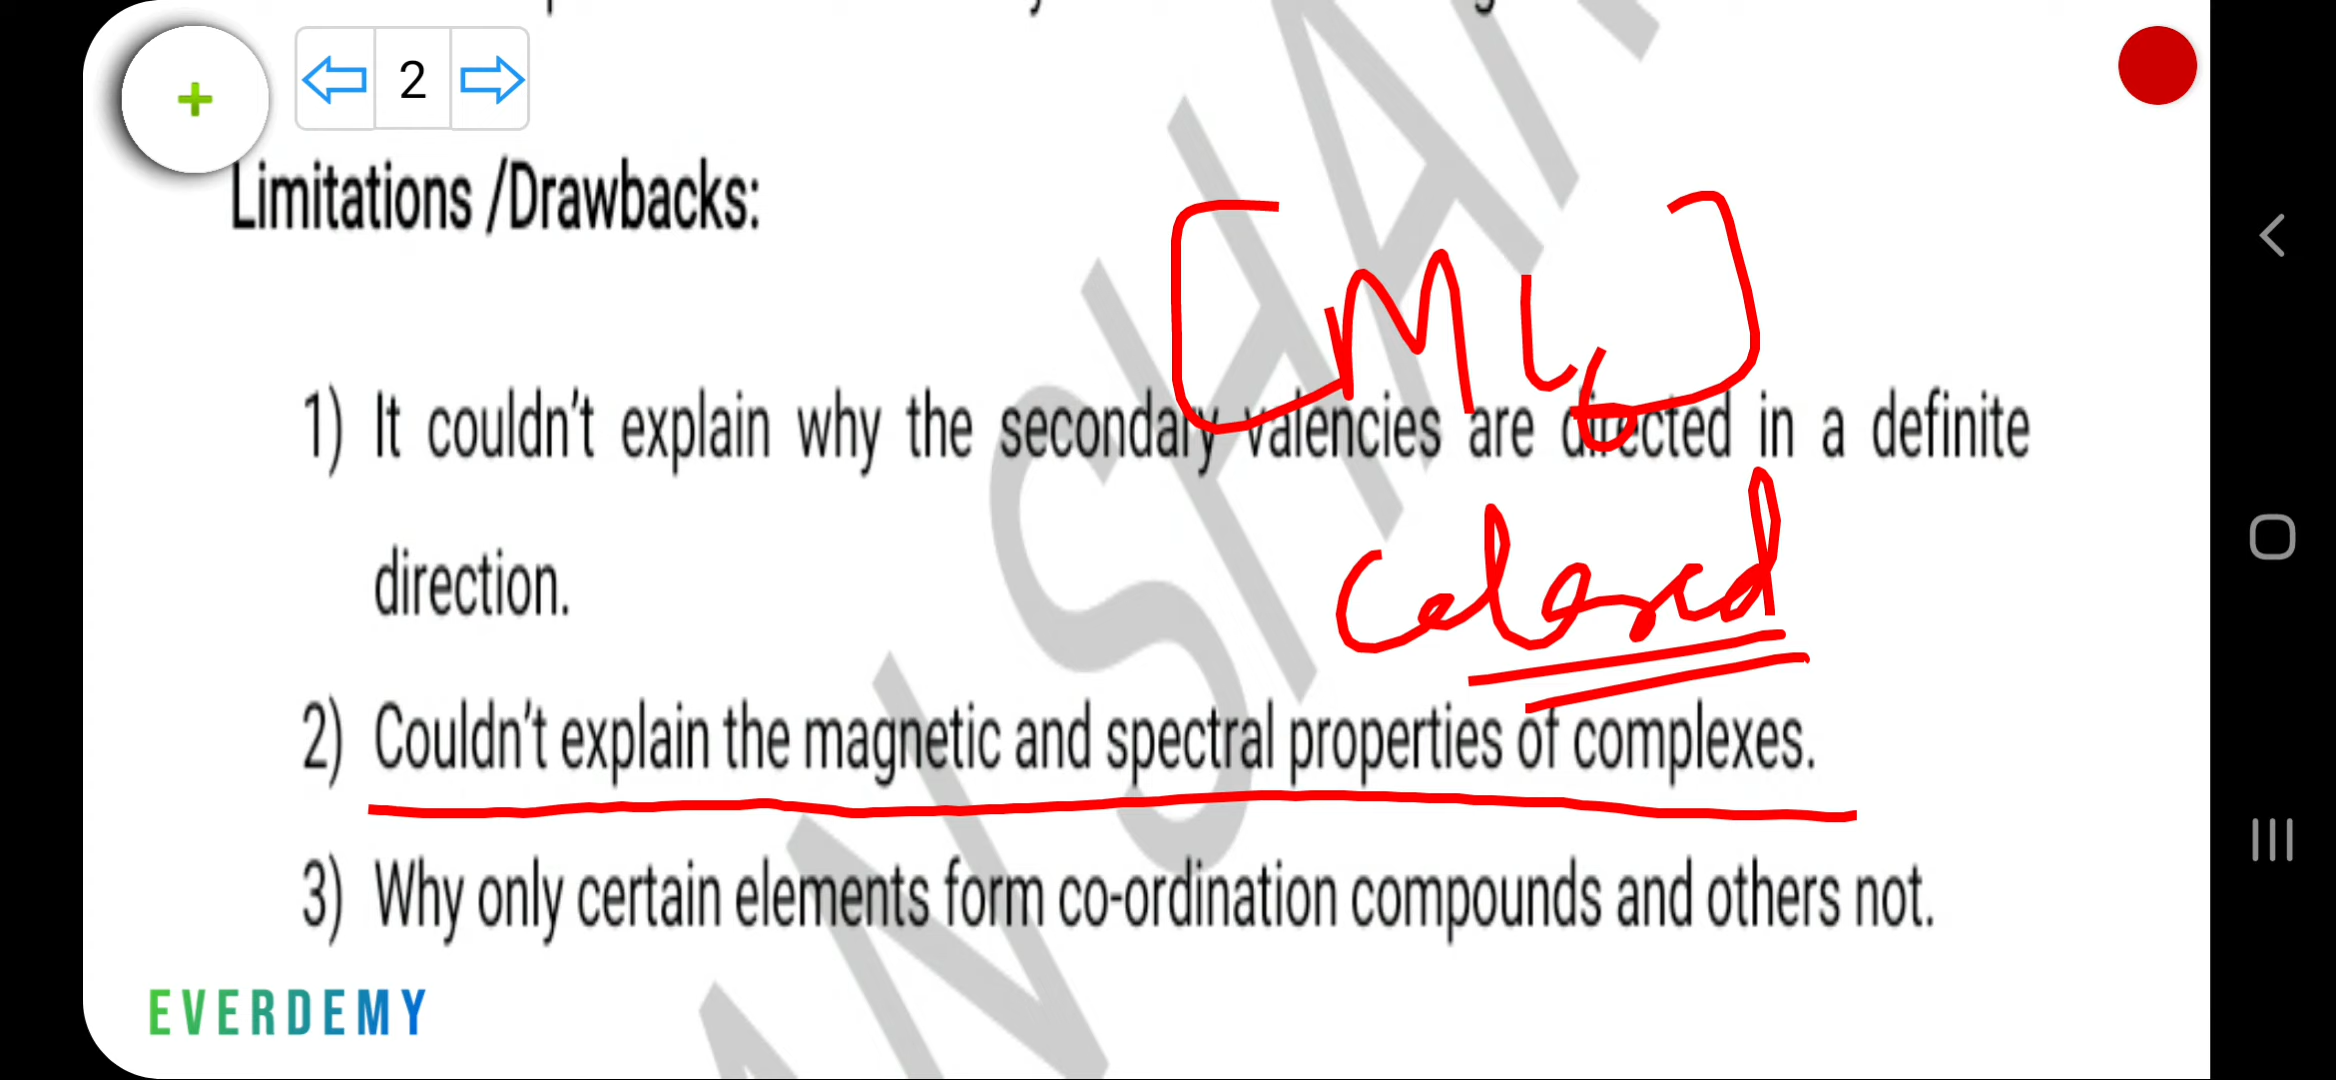 +
2
Limitations /Drawbacks:
[ML6]
1) It couldn't explain why the secondary valencies are directed in a definite
direction.
Colored
2) Couldn't explain the magnetic and spectral properties of complexes.
3) Why only certain elements form co-ordination compounds and others not.
EVERDEMY